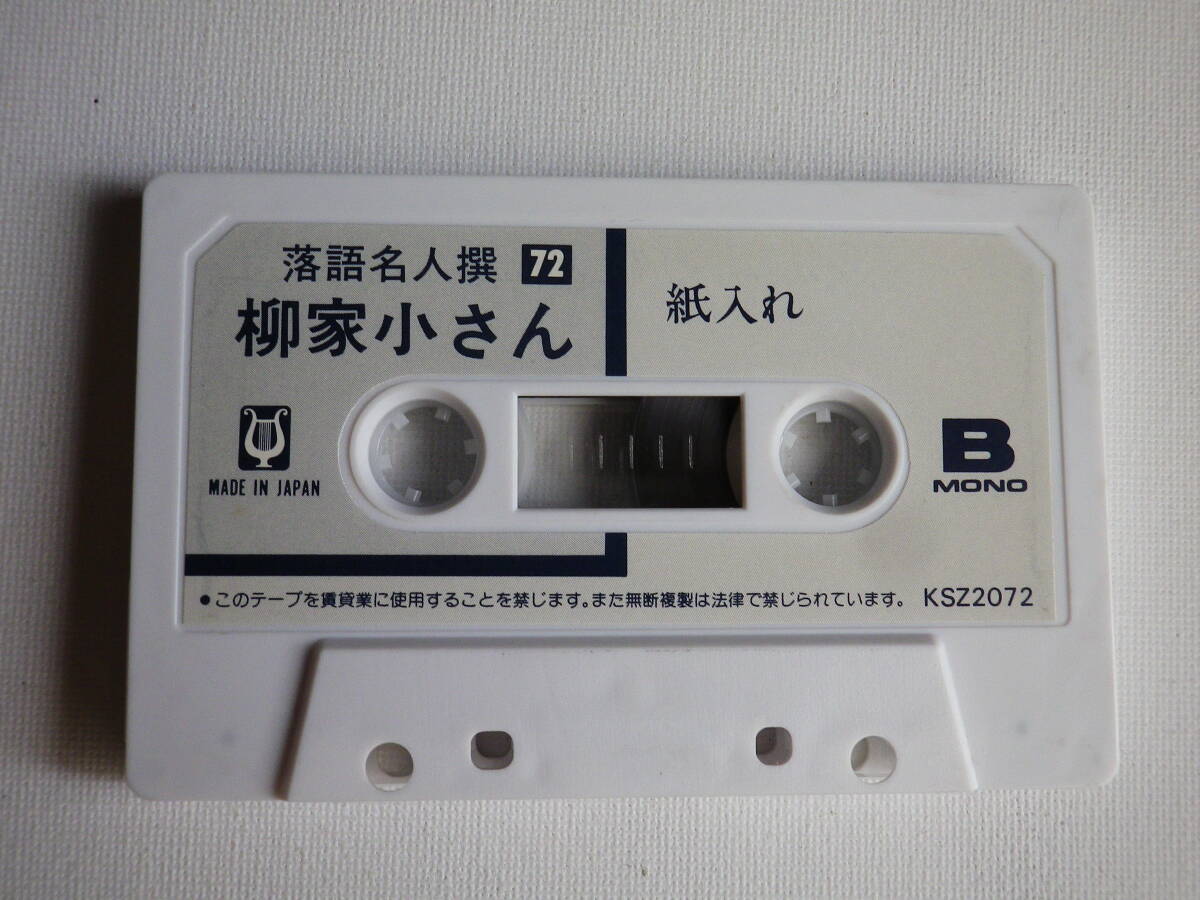 落語名人撰 72
柳家小さん
紙入れ
MADE IN JAPAN
B
MONO
●このテープを賃貸業に使用することを禁じます。また無断複製は法律で禁じられています。 KSZ2072